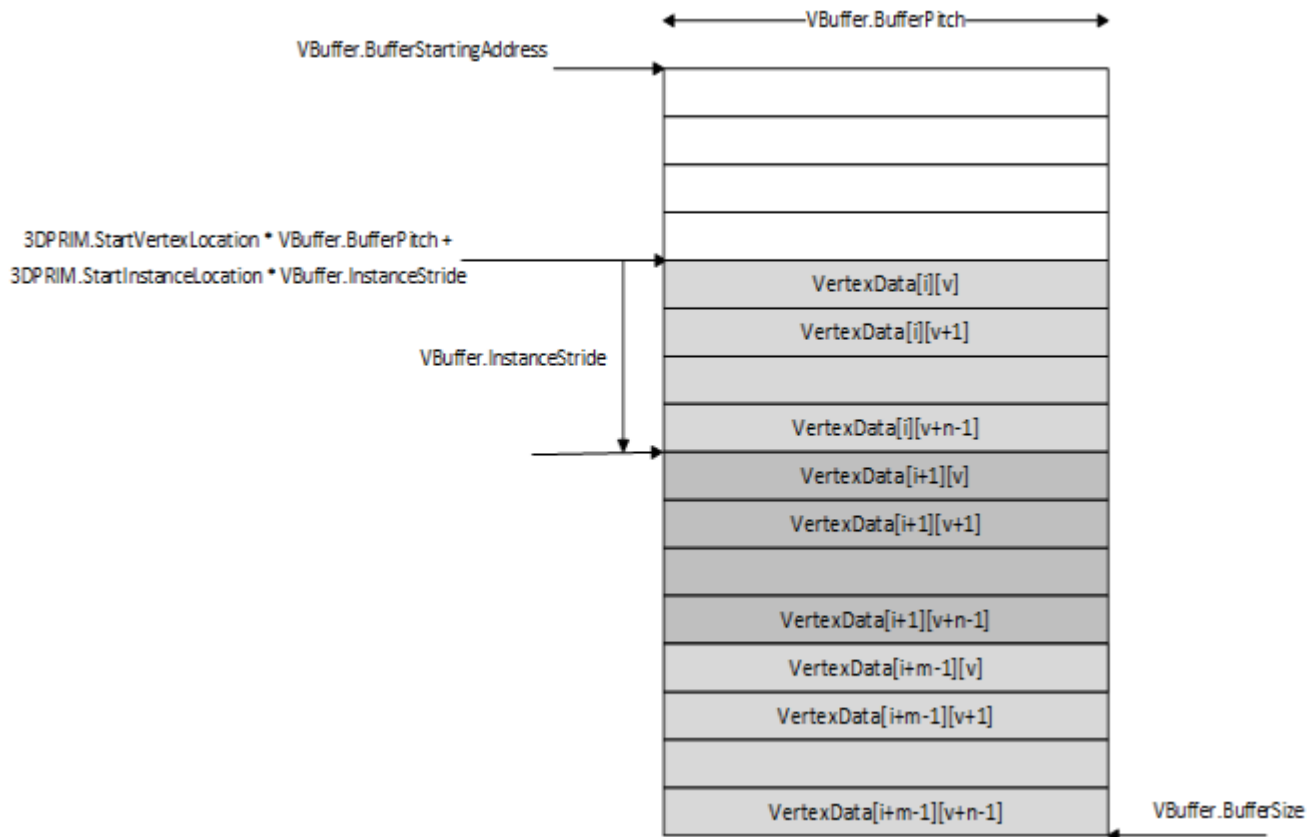 VBuffer.BufferPitch
VBuffer.BufferStartingAddress
3DPRIM.StartVertexLocation * VBuffer.BufferPitch +
3DPRIM.StartInstanceLocation * VBuffer.InstanceStride
VertexData[i][v]
VertexData[i][v+1]
VBuffer.InstanceStride
VertexData[i][v+n-1]
VertexData[i+1][v]
VertexData[i+1][v+1]
VertexData[i+1][v+n-1]
VertexData[i+m-1][v]
VertexData[i+m-1][v+1]
VertexData[i+m-1][v+n-1]
VBuffer.BufferSize